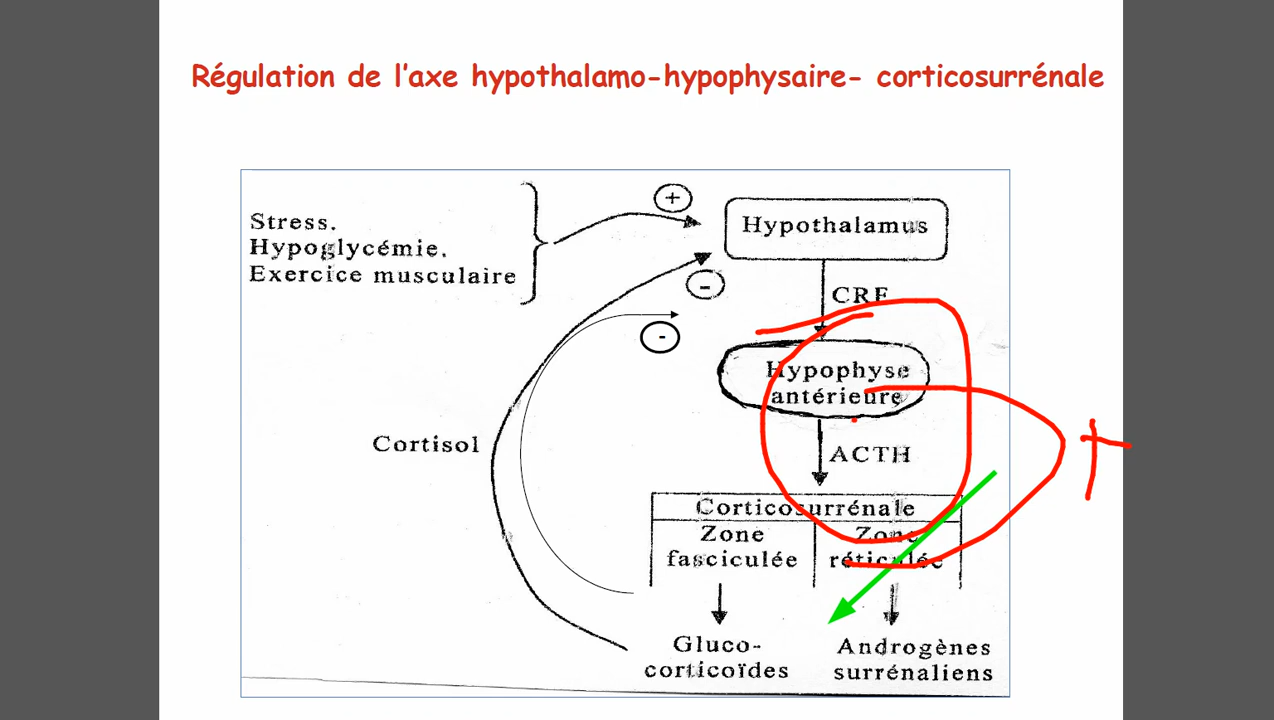 Régulation de l'axe hypothalamo-hypophysaire- corticosurrénale
Stress.
Hypoglycémie.
Exercice musculaire
+
Hypothalamus
-
CRF
-
Hypophyse
antérieure
+
Cortisol
ACTH
Corticosurrénale
Zone
fasciculée
Zone
réticulée
Gluco-
corticoïdes
Androgènes
surrénaliens